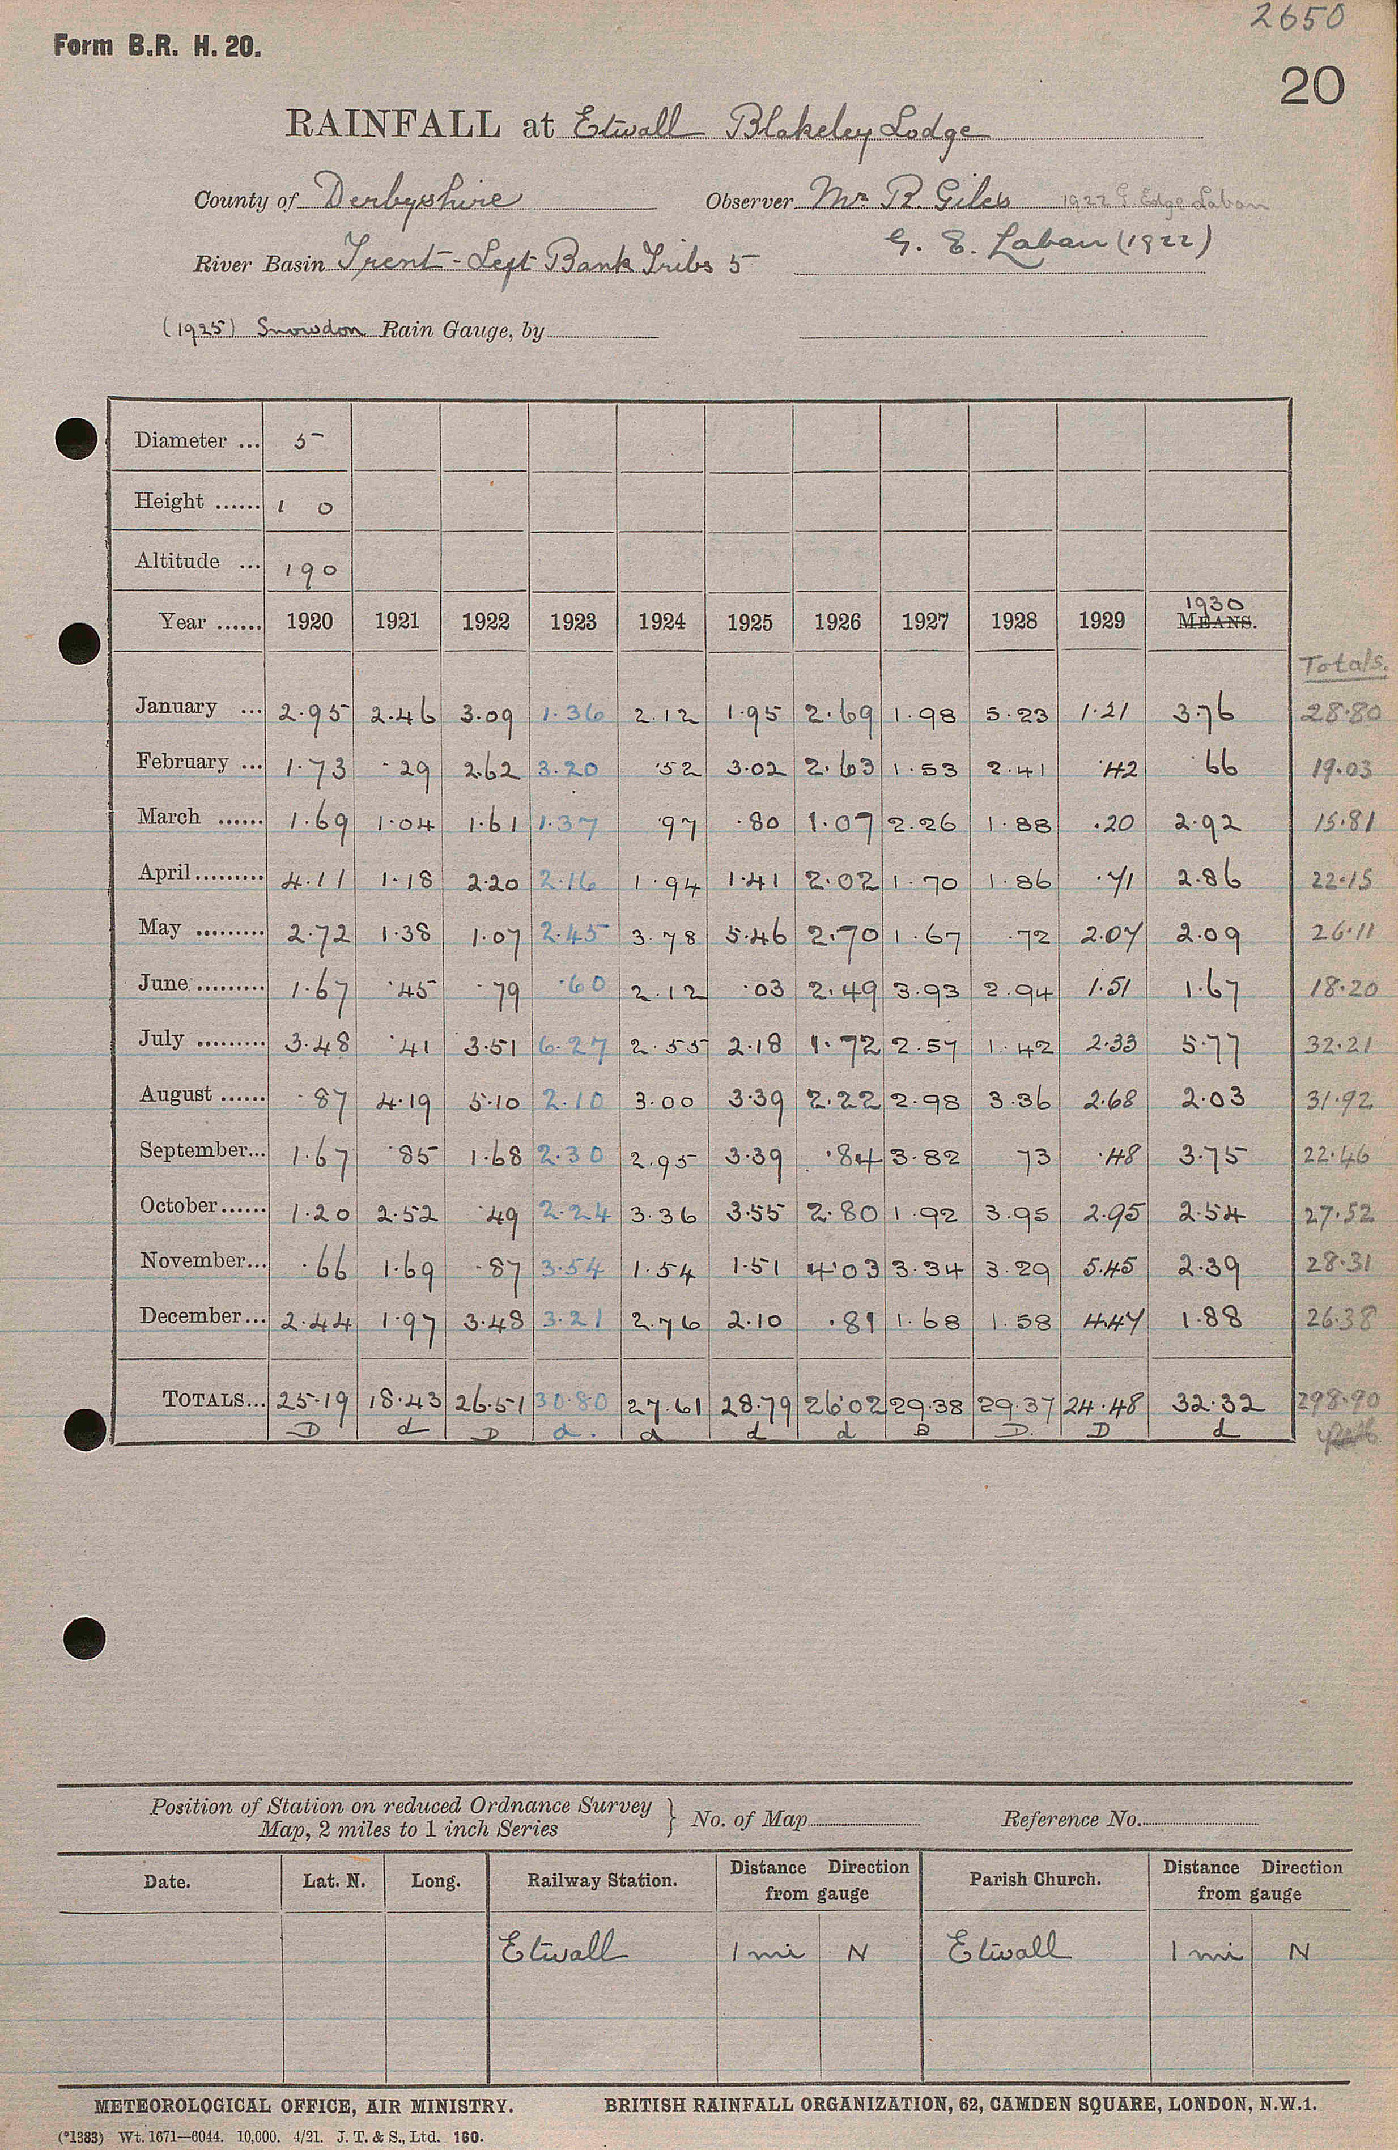 2650
Form B.R. H. 20.
20
RAINFALL at Etwall Blakeley Lodge
County of Derbyshire Observer Mr R. Giles 1922 G. Edge Laban
River Basin Trent - Left Bank Tribs 5 G. E. Laban (1922)
(1925) Snowdon Rain Gauge, by
Diameter ... 5
Height ...... 1 0
Altitude ... 190
Year ...... 1920 1921 1922 1923 1924 1925 1926 1927 1928 1929 1930 MEANS.
Totals.
January ... 2.95 2.46 3.09 1.36 2.12 1.95 2.69 1.98 5.23 1.21 3.76 28.80
February ... 1.73 .29 2.62 3.20 .52 3.02 2.63 1.53 2.41 .42 .66 19.03
March ...... 1.69 1.04 1.61 1.37 .97 .80 1.07 2.26 1.88 .20 2.92 15.81
April ......... 4.11 1.18 2.20 2.16 1.94 1.41 2.02 1.70 1.86 .71 2.86 22.15
May ......... 2.72 1.38 1.07 2.45 3.78 5.46 2.70 1.67 .72 2.07 2.09 26.11
June ......... 1.67 .45 .79 .60 2.12 .03 2.49 3.93 2.94 1.51 1.67 18.20
July ......... 3.48 .41 3.51 6.27 2.55 2.18 1.72 2.57 1.42 2.33 5.77 32.21
August ...... .87 4.19 5.10 2.10 3.00 3.39 2.22 2.98 3.36 2.68 2.03 31.92
September... 1.67 .85 1.68 2.30 2.95 3.39 .84 3.82 73 .48 3.75 22.46
October ...... 1.20 2.52 .49 2.24 3.36 3.55 2.80 1.92 3.95 2.95 2.54 27.52
November... .66 1.69 .87 3.54 1.54 1.51 4.03 3.34 3.29 5.45 2.39 28.31
December... 2.44 1.97 3.48 3.21 2.76 2.10 .81 1.68 1.58 4.47 1.88 26.38
TOTALS... 25.19 18.43 26.51 30.80 27.61 28.79 26.02 29.38 29.37 24.48 32.32 298.90
D d D d. d d d B D. D d
Position of Station on reduced Ordnance Survey Map, 2 miles to 1 inch Series } No. of Map Reference No.
Date. Lat. N. Long. Railway Station. Distance Direction from gauge Parish Church. Distance Direction from gauge
Etwall 1 mi N Etwall 1 mi N
METEOROLOGICAL OFFICE, AIR MINISTRY. BRITISH RAINFALL ORGANIZATION, 62, CAMDEN SQUARE, LONDON, N.W.1.
(*1383) Wt. 1671—6044. 10,000. 4/21. J. T. & S., Ltd. 160.